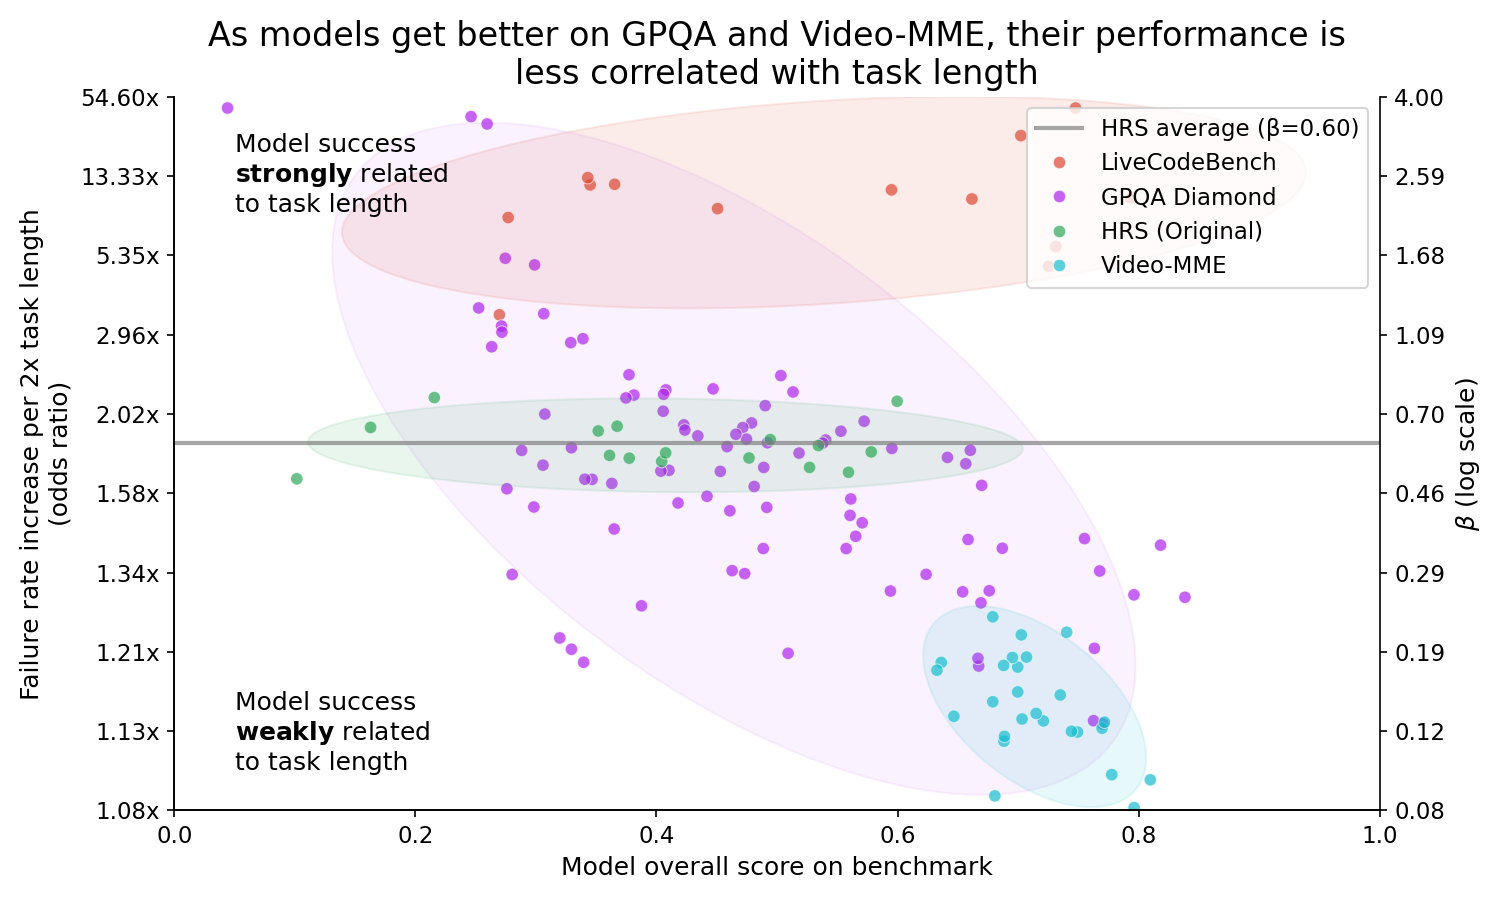 As models get better on GPQA and Video-MME, their performance is
less correlated with task length
54.60x
13.33x
5.35x
2.96x
2.02x
1.58x
1.34x
1.21x
1.13x
1.08x
Failure rate increase per 2x task length
(odds ratio)
Model success
strongly related
to task length
Model success
weakly related
to task length
HRS average (β=0.60)
LiveCodeBench
GPQA Diamond
HRS (Original)
Video-MME
4.00
2.59
1.68
1.09
0.70
0.46
0.29
0.19
0.12
0.08
β (log scale)
0.0
0.2
0.4
0.6
0.8
1.0
Model overall score on benchmark